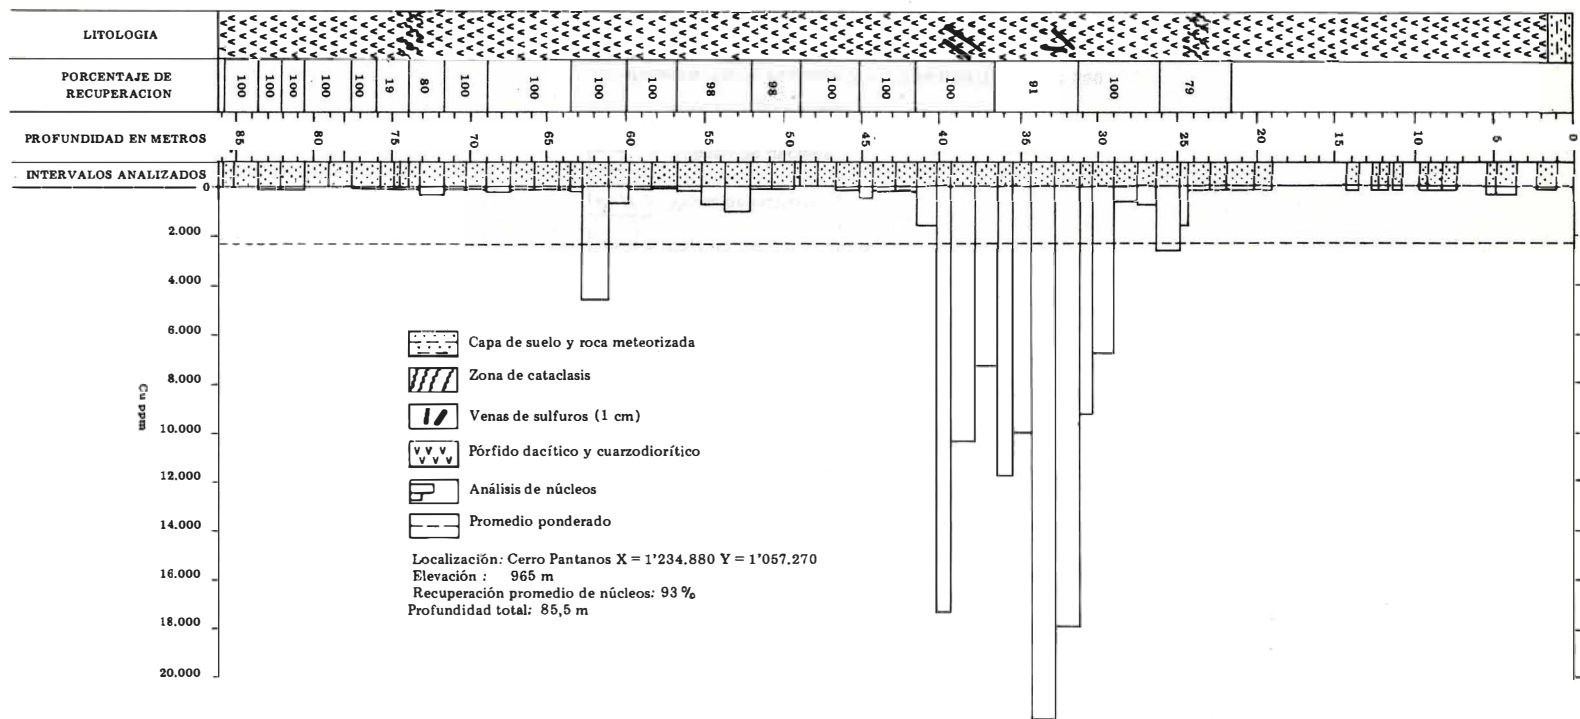 LITOLOGIA
PORCENTAJE DE
RECUPERACION
100 100 100 100 100 19 80 100 100 100 100 98 98 100 100 100 91 100 79
PROFUNDIDAD EN METROS
85 80 75 70 65 60 55 50 45 40 35 30 25 20 15 10 5 0
INTERVALOS ANALIZADOS
0
2.000
4.000
6.000
8.000
10.000
12.000
14.000
16.000
18.000
20.000
Cu ppm
Capa de suelo y roca meteorizada
Zona de cataclasis
Venas de sulfuros (1 cm)
Pórfido dacítico y cuarzodiorítico
Análisis de núcleos
Promedio ponderado
Localización: Cerro Pantanos X = 1'234.880 Y = 1'057.270
Elevación : 965 m
Recuperación promedio de núcleos: 93 %
Profundidad total: 85,5 m